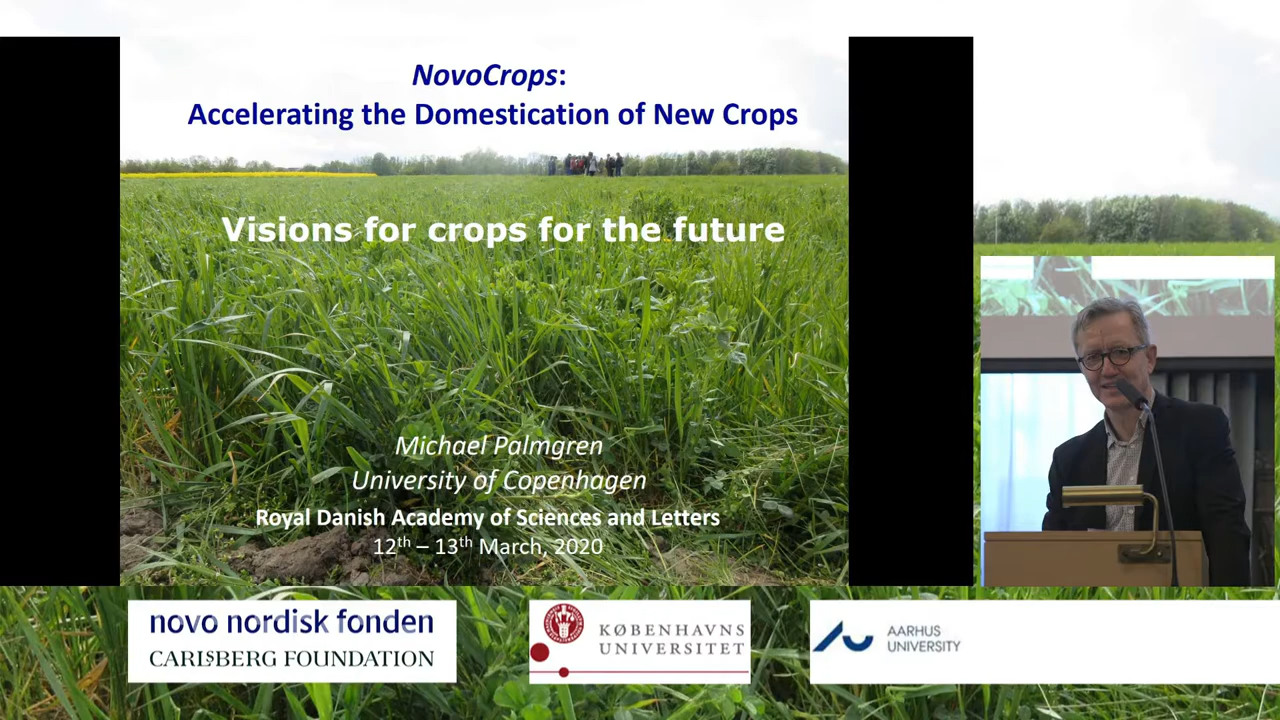 NovoCrops:
Accelerating the Domestication of New Crops
Visions for crops for the future
Michael Palmgren
University of Copenhagen
Royal Danish Academy of Sciences and Letters
12th – 13th March, 2020
novo nordisk fonden
CARLSBERG FOUNDATION
KØBENHAVNS
UNIVERSITET
AARHUS
UNIVERSITY